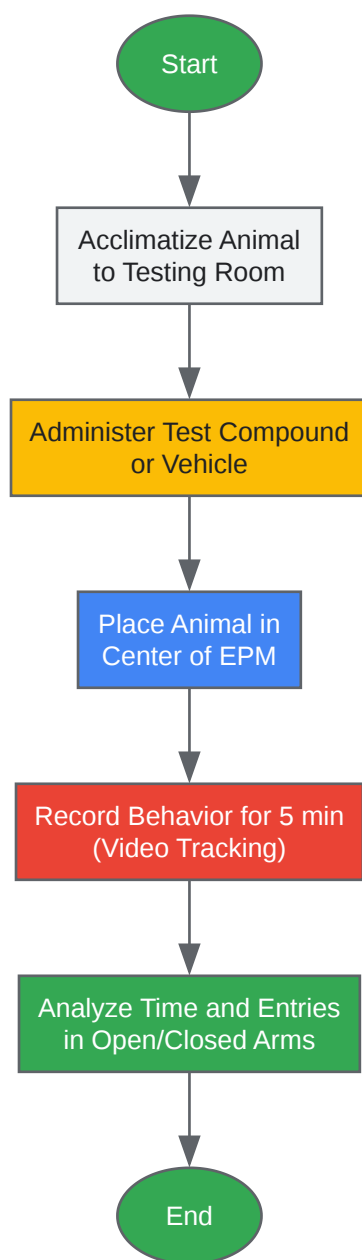 Start
Acclimatize Animal
to Testing Room
Administer Test Compound
or Vehicle
Place Animal in
Center of EPM
Record Behavior for 5 min
(Video Tracking)
Analyze Time and Entries
in Open/Closed Arms
End